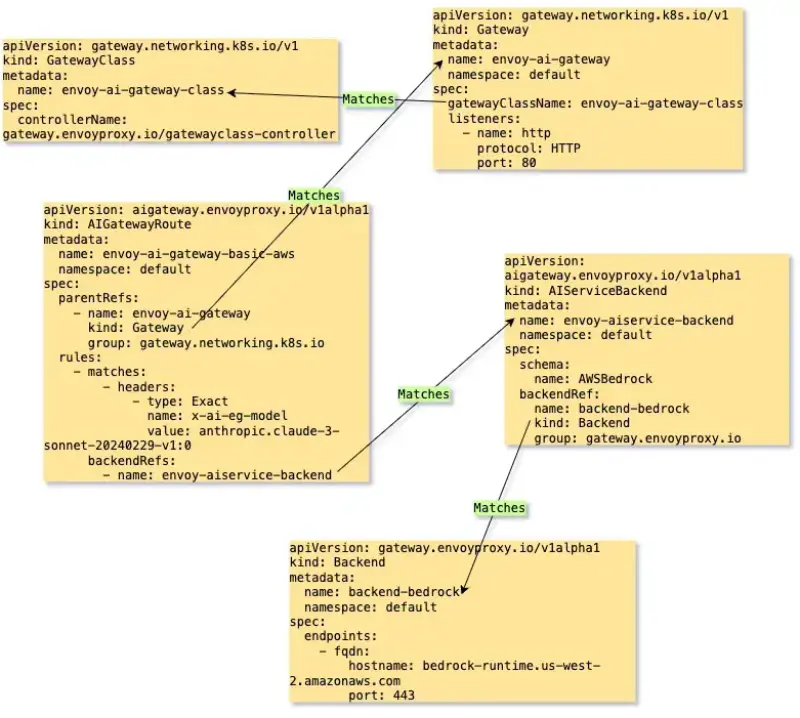 apiVersion: gateway.networking.k8s.io/v1
kind: GatewayClass
metadata:
  name: envoy-ai-gateway-class
spec:
  controllerName:
gateway.envoyproxy.io/gatewayclass-controller
Matches
apiVersion: gateway.networking.k8s.io/v1
kind: Gateway
metadata:
  name: envoy-ai-gateway
  namespace: default
spec:
  gatewayClassName: envoy-ai-gateway-class
  listeners:
    - name: http
      protocol: HTTP
      port: 80
Matches
apiVersion: aigateway.envoyproxy.io/v1alpha1
kind: AIGatewayRoute
metadata:
  name: envoy-ai-gateway-basic-aws
  namespace: default
spec:
  parentRefs:
    - name: envoy-ai-gateway
      kind: Gateway
      group: gateway.networking.k8s.io
  rules:
    - matches:
        - headers:
            - type: Exact
              name: x-ai-eg-model
              value: anthropic.claude-3-
sonnet-20240229-v1:0
      backendRefs:
        - name: envoy-aiservice-backend
Matches
apiVersion:
aigateway.envoyproxy.io/v1alpha1
kind: AIServiceBackend
metadata:
  name: envoy-aiservice-backend
  namespace: default
spec:
  schema:
    name: AWSBedrock
  backendRef:
    name: backend-bedrock
    kind: Backend
    group: gateway.envoyproxy.io
Matches
apiVersion: gateway.envoyproxy.io/v1alpha1
kind: Backend
metadata:
  name: backend-bedrock
  namespace: default
spec:
  endpoints:
    - fqdn:
        hostname: bedrock-runtime.us-west-
2.amazonaws.com
        port: 443